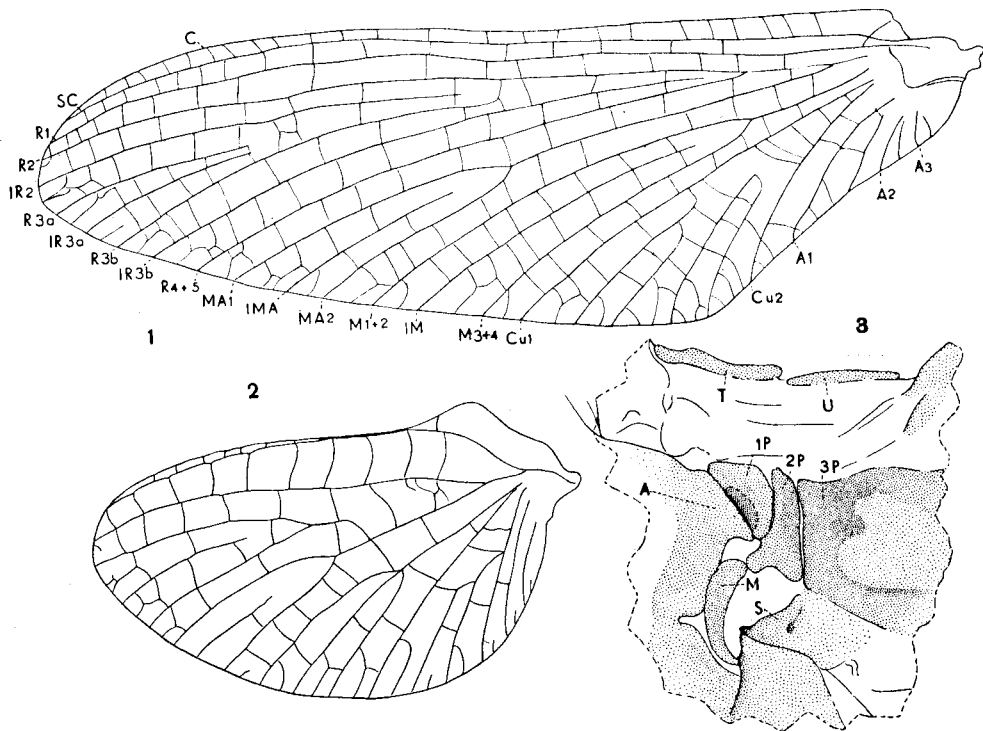 C.
SC
R1
R2
IR2
R3a
IR3a
R3b
IR3b
R4+5
MA1
IMA
MA2
M1+2
IM
M3+4
Cu1
Cu2
A1
A2
A3
1
2
3
T
U
1P
2P
3P
A
M
S